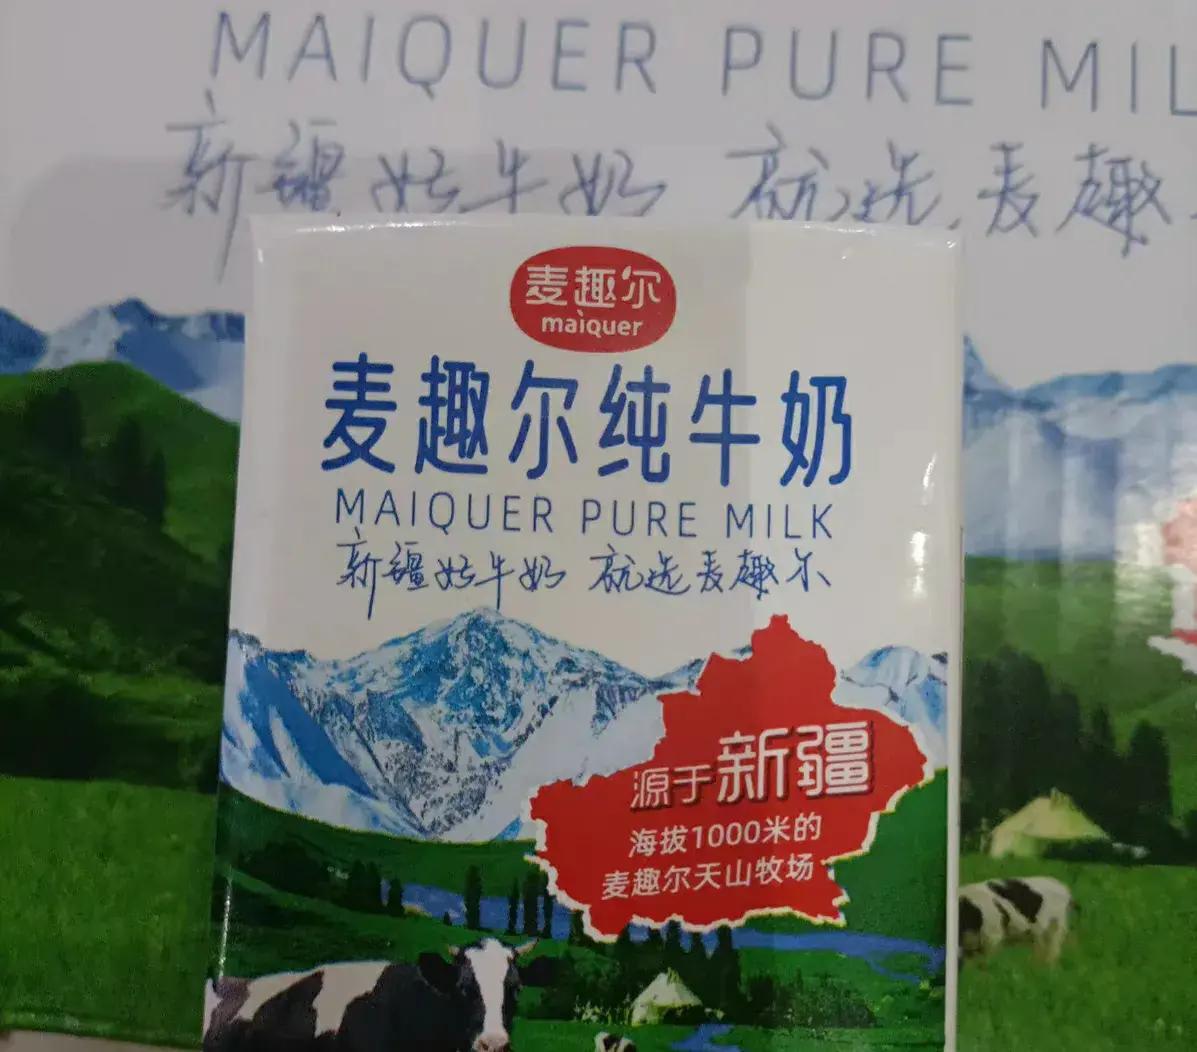 MAIQUER PURE MIL
新疆好牛奶 就选麦趣
麦趣尔
maiquer
麦趣尔纯牛奶
MAIQUER PURE MILK
新疆好牛奶 就选麦趣尔
源于新疆
海拔1000米的
麦趣尔天山牧场